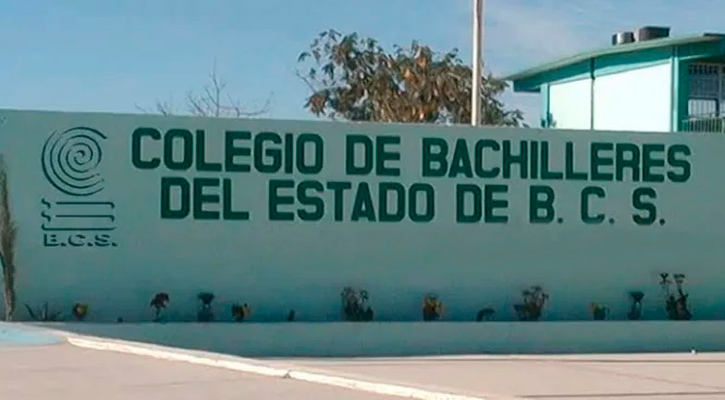 COLEGIO DE BACHILLERES
DEL ESTADO DE B. C. S.
B.C.S.